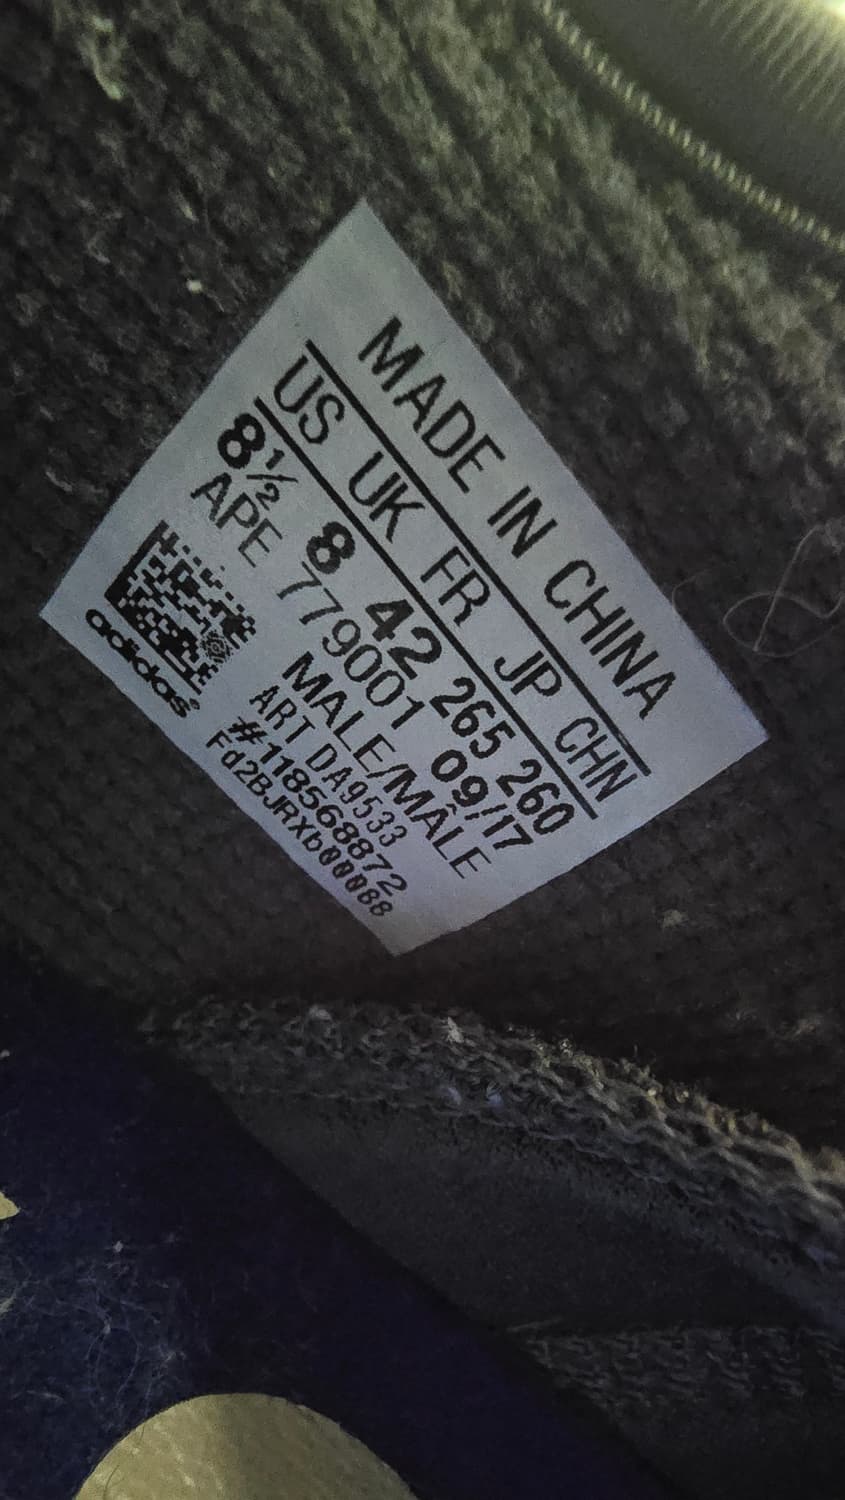 MADE IN CHINA
US UK FR JP CHN
8½ 8 42 265 260
APE 779001 09/17
MALE/MÂLE
ART DA9533
#118568872
Fd2BJRXb00088
adidas®